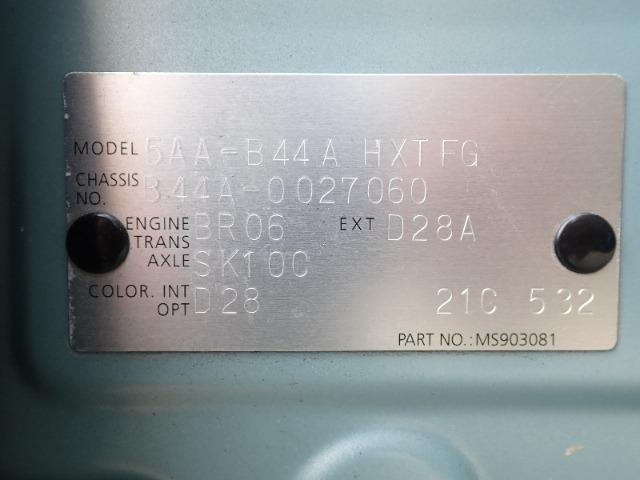 MODEL 5AA-B44A HXTFG
CHASSIS NO. B44A-0027060
ENGINE BR06 EXT D28A
TRANS AXLE SK10C
COLOR. INT OPT D28 21C 532
PART NO.:MS903081